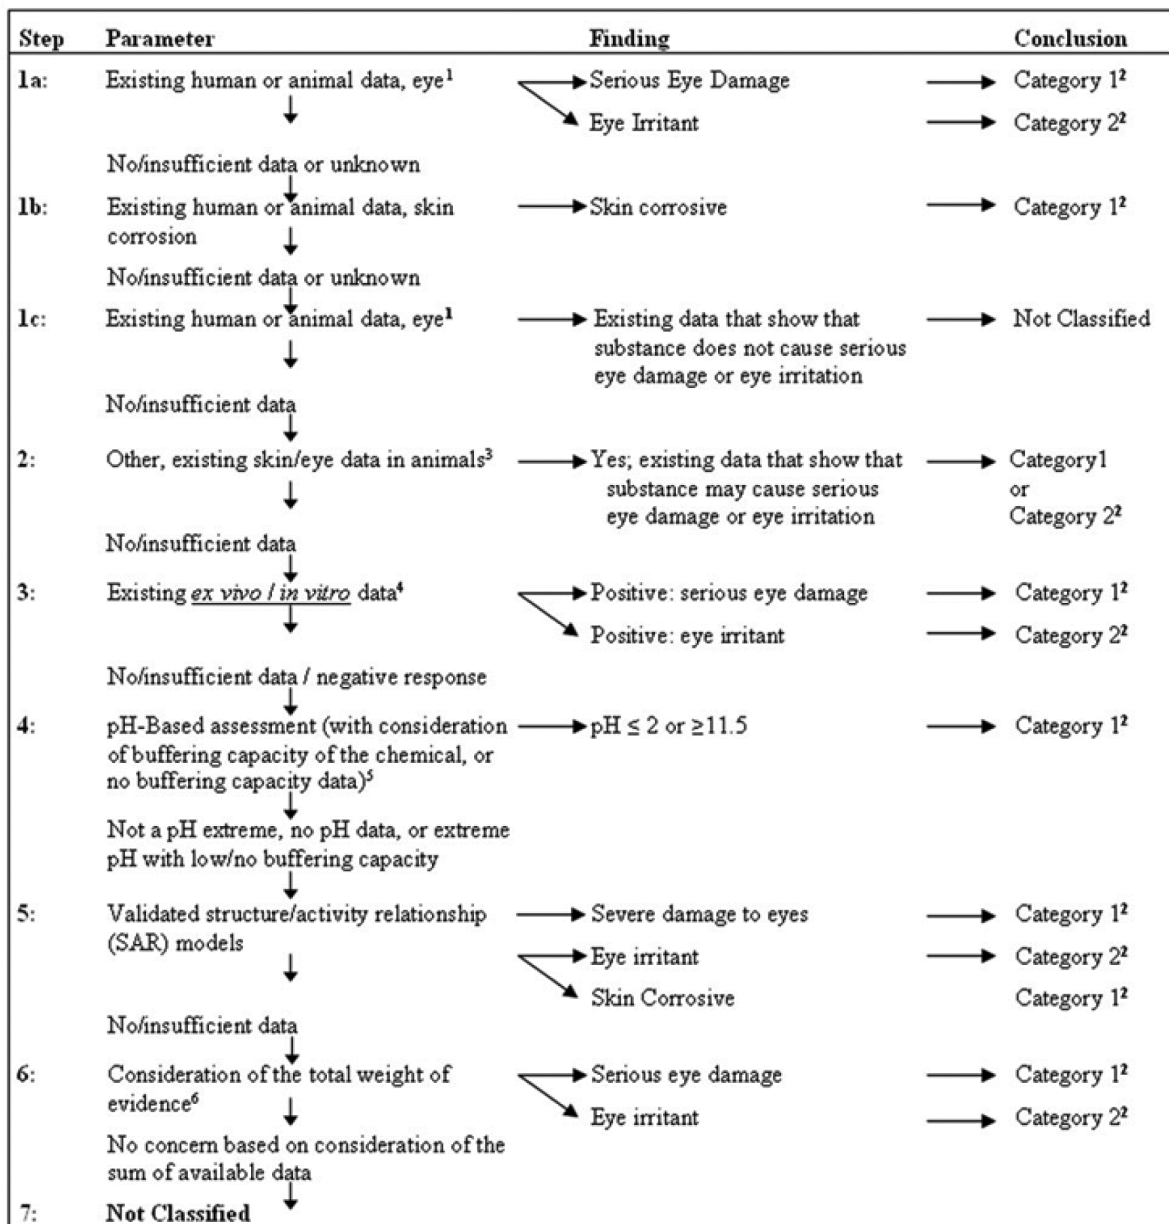 Step Parameter Finding Conclusion
1a: Existing human or animal data, eye¹ Serious Eye Damage Category 1²
Eye Irritant Category 2²
No/insufficient data or unknown
1b: Existing human or animal data, skin Skin corrosive Category 1²
corrosion
No/insufficient data or unknown
1c: Existing human or animal data, eye¹ Existing data that show that Not Classified
substance does not cause serious
eye damage or eye irritation
No/insufficient data
2: Other, existing skin/eye data in animals³ Yes; existing data that show that Category1
substance may cause serious or
eye damage or eye irritation Category 2²
No/insufficient data
3: Existing ex vivo / in vitro data⁴ Positive: serious eye damage Category 1²
Positive: eye irritant Category 2²
No/insufficient data / negative response
4: pH-Based assessment (with consideration pH ≤ 2 or ≥11.5 Category 1²
of buffering capacity of the chemical, or
no buffering capacity data)⁵
Not a pH extreme, no pH data, or extreme
pH with low/no buffering capacity
5: Validated structure/activity relationship Severe damage to eyes Category 1²
(SAR) models Eye irritant Category 2²
Skin Corrosive Category 1²
No/insufficient data
6: Consideration of the total weight of Serious eye damage Category 1²
evidence⁶ Eye irritant Category 2²
No concern based on consideration of the
sum of available data
7: Not Classified